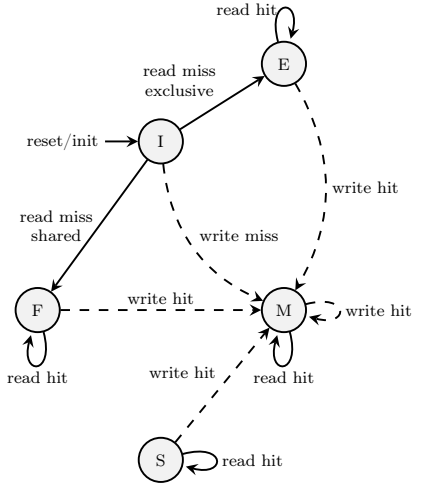 read hit
E
read miss
exclusive
reset/init
I
write hit
read miss
shared
write miss
F
write hit
M
write hit
read hit
read hit
write hit
S
read hit